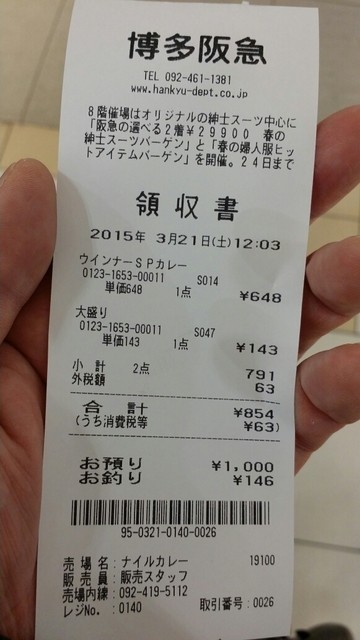 博多阪急
TEL 092-461-1381
www.hankyu-dept.co.jp
8階催場はオリジナルの紳士スーツ中心に
「阪急の選べる2着¥29900 春の
紳士スーツバーゲン」と「春の婦人服ヒッ
トアイテムバーゲン」を開催。24日まで
領収書
2015年 3月21日(土)12:03
ウインナーSPカレー
0123-1653-00011 S014
単価648 1点 ¥648
大盛り
0123-1653-00011 S047
単価143 1点 ¥143
小 計 2点 791
外税額 63
合 計 ¥854
(うち消費税等 ¥63)
お預り ¥1,000
お釣り ¥146
95-0321-0140-0026
売 場 名:ナイルカレー 19100
販 売 員:販売スタッフ
売場内線:092-419-5112
レジNo. :0140 取引番号:0026